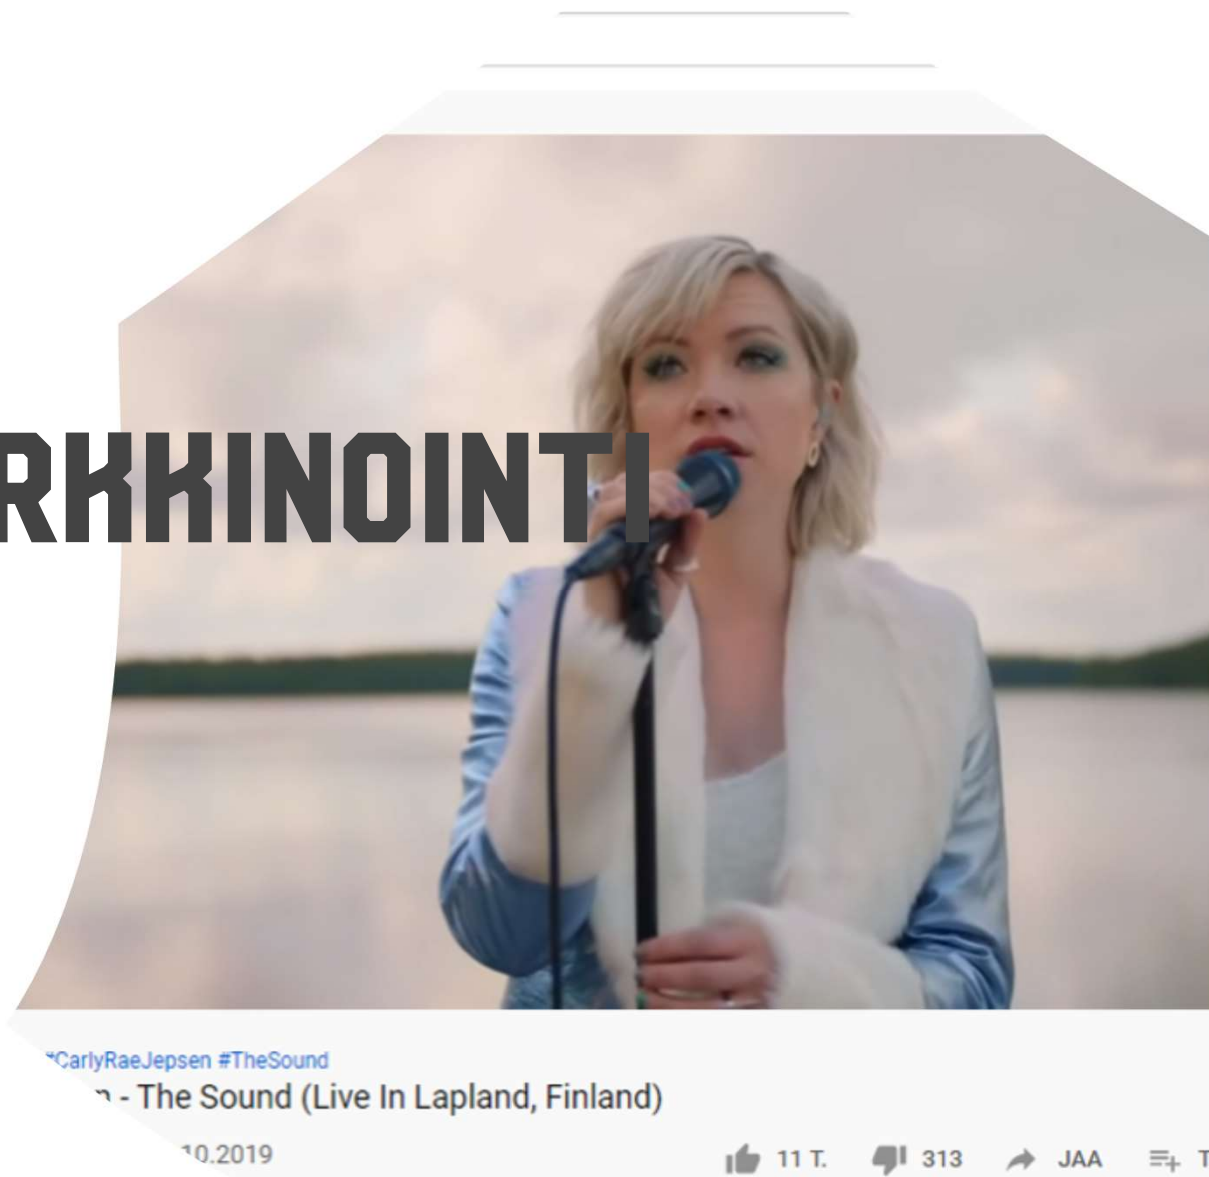 RKKINOINTI
#CarlyRaeJepsen #TheSound
n - The Sound (Live In Lapland, Finland)
10.2019
11 T. 313 JAA T